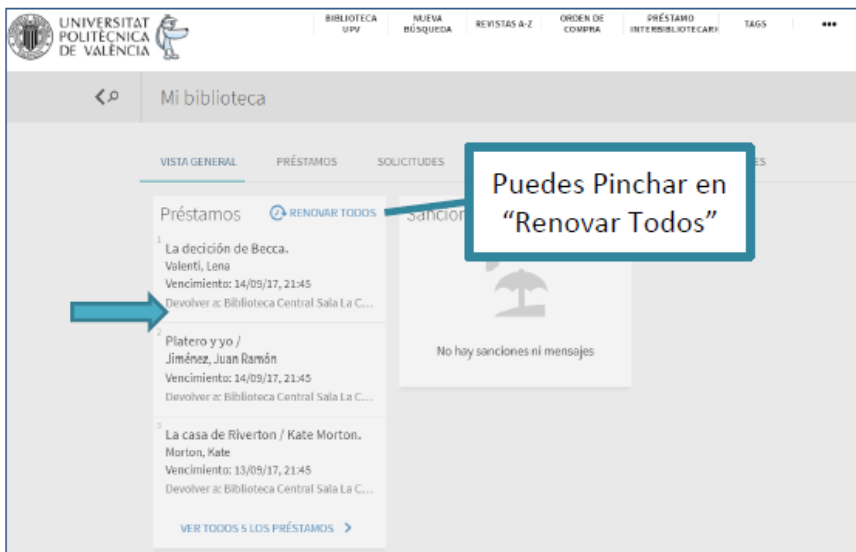 UNIVERSITAT
POLITÈCNICA
DE VALÈNCIA
BIBLIOTECA
UPV
NUEVA
BÚSQUEDA
REVISTAS A-Z
ORDEN DE
COMPRA
PRÉSTAMO
INTERBIBLIOTECARI
TAGS
•••
Mi biblioteca
VISTA GENERAL
PRÉSTAMOS
SOLICITUDES
ES
Puedes Pinchar en
“Renovar Todos”
Préstamos
RENOVAR TODOS
Sancion
1
La decición de Becca.
Valenti, Lena
Vencimiento: 14/09/17, 21:45
Devolver a: Biblioteca Central Sala La C...
2
Platero y yo /
Jiménez, Juan Ramón
Vencimiento: 14/09/17, 21:45
Devolver a: Biblioteca Central Sala La C...
3
La casa de Riverton / Kate Morton.
Morton, Kate
Vencimiento: 13/09/17, 21:45
Devolver a: Biblioteca Central Sala La C...
VER TODOS 5 LOS PRÉSTAMOS
No hay sanciones ni mensajes